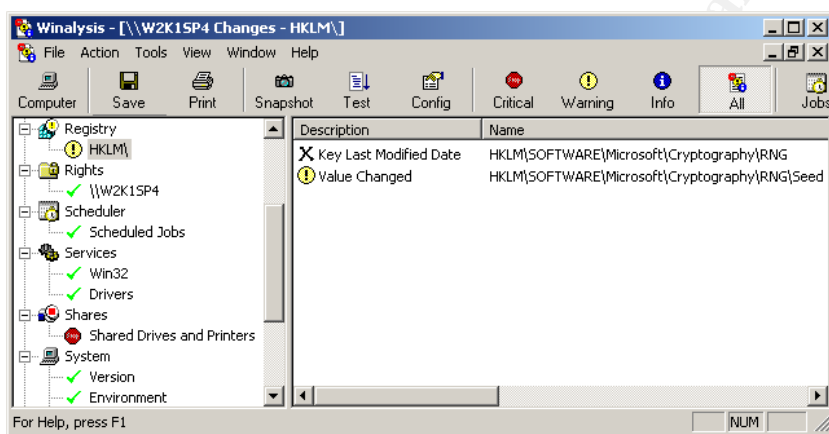 Winalysis - [\\W2K1SP4 Changes - HKLM\]
File Action Tools View Window Help
Computer Save Print Snapshot Test Config Critical Warning Info All Jobs
Registry
HKLM\
Rights
\\W2K1SP4
Scheduler
Scheduled Jobs
Services
Win32
Drivers
Shares
Shared Drives and Printers
System
Version
Environment
Description Name
Key Last Modified Date HKLM\SOFTWARE\Microsoft\Cryptography\RNG
Value Changed HKLM\SOFTWARE\Microsoft\Cryptography\RNG\Seed
For Help, press F1 NUM